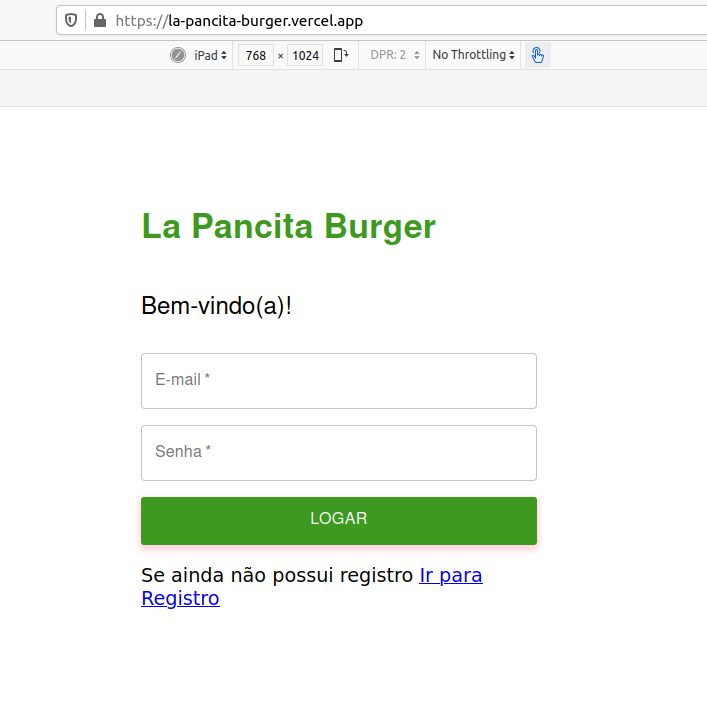 https://la-pancita-burger.vercel.app
iPad 768 × 1024 DPR: 2 No Throttling
La Pancita Burger
Bem-vindo(a)!
E-mail *
Senha *
LOGAR
Se ainda não possui registro Ir para
Registro